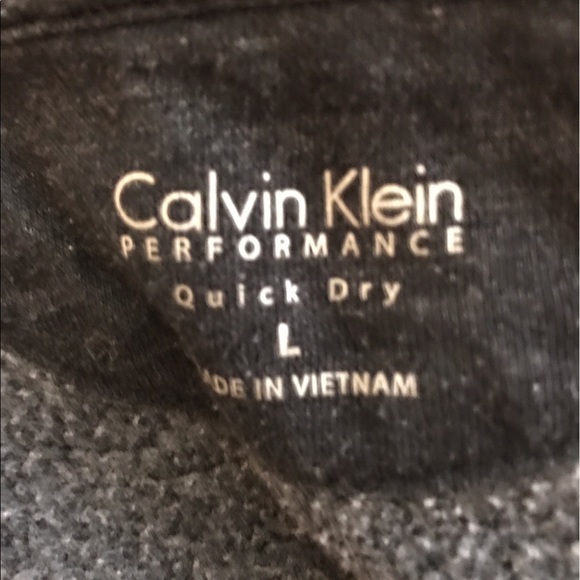 Calvin Klein
PERFORMANCE
Quick Dry
L
ADE IN VIETNAM